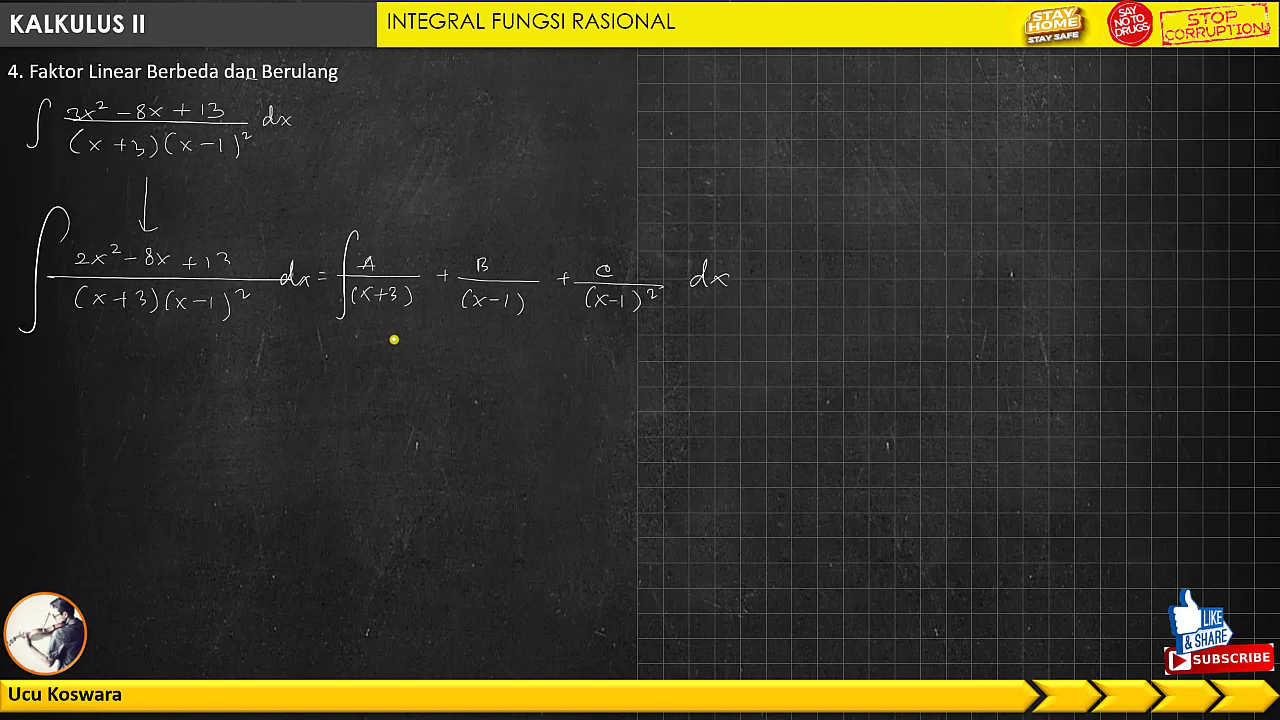 KALKULUS II
INTEGRAL FUNGSI RASIONAL
STAY HOME STAY SAFE
SAY NO TO DRUGS
STOP CORRUPTION
4. Faktor Linear Berbeda dan Berulang
∫ (3x² − 8x + 13) / ((x + 3)(x − 1)²) dx
∫ (2x² − 8x + 13) / ((x + 3)(x − 1)²) dx = ∫ A / (x+3) + B / (x−1) + C / (x−1)² dx
LIKE & SHARE
SUBSCRIBE
Ucu Koswara